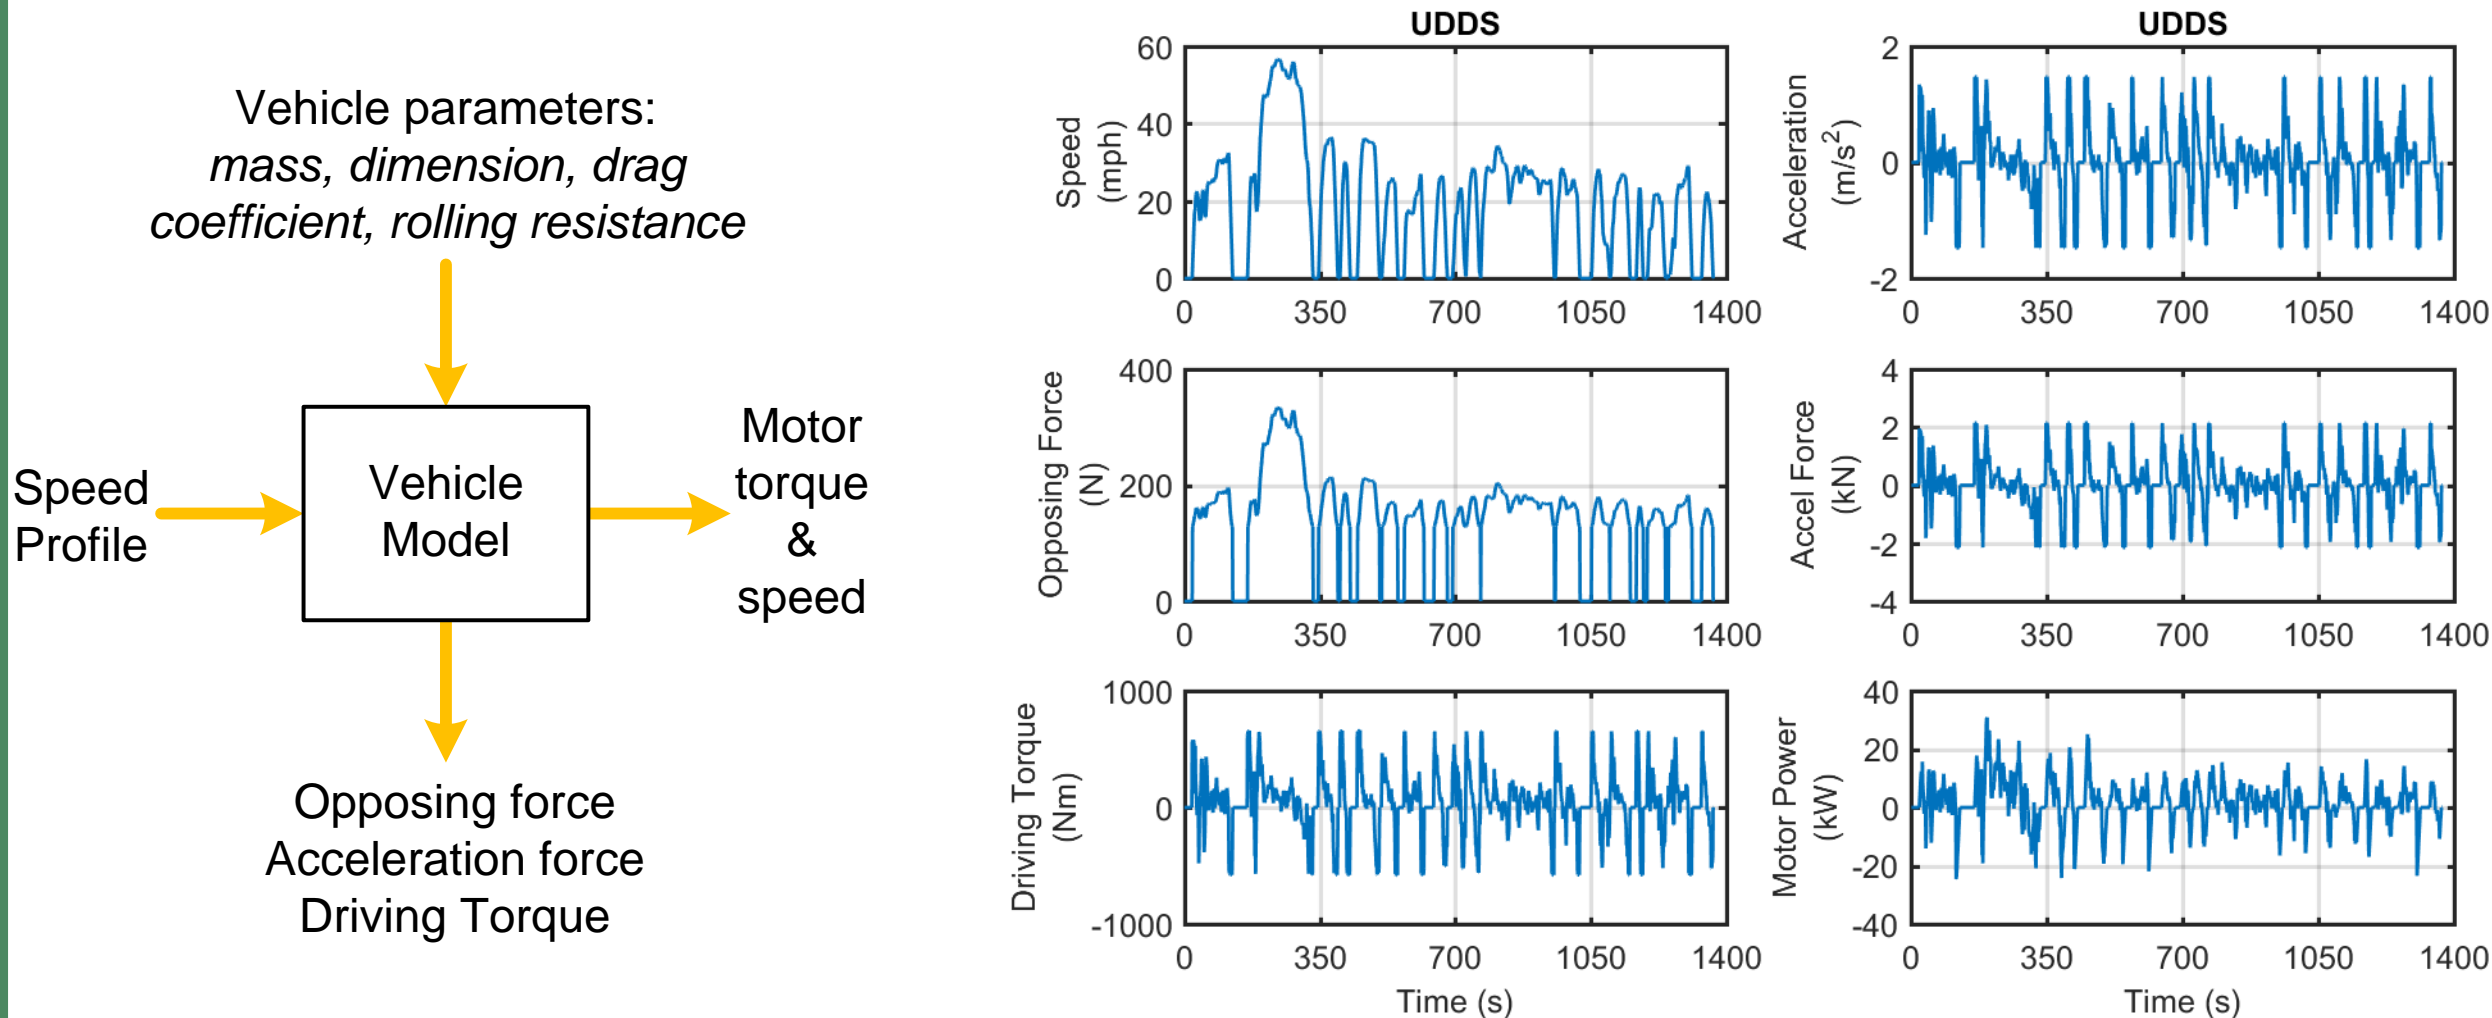 Vehicle parameters:
mass, dimension, drag
coefficient, rolling resistance
Speed
Profile
Vehicle
Model
Motor
torque
&
speed
Opposing force
Acceleration force
Driving Torque
UDDS
Speed
(mph)
60
40
20
0
0 350 700 1050 1400
UDDS
Acceleration
(m/s²)
2
0
-2
0 350 700 1050 1400
Opposing Force
(N)
400
200
0
0 350 700 1050 1400
Accel Force
(kN)
4
2
0
-2
-4
0 350 700 1050 1400
Driving Torque
(Nm)
1000
0
-1000
0 350 700 1050 1400
Time (s)
Motor Power
(kW)
40
20
0
-20
-40
0 350 700 1050 1400
Time (s)